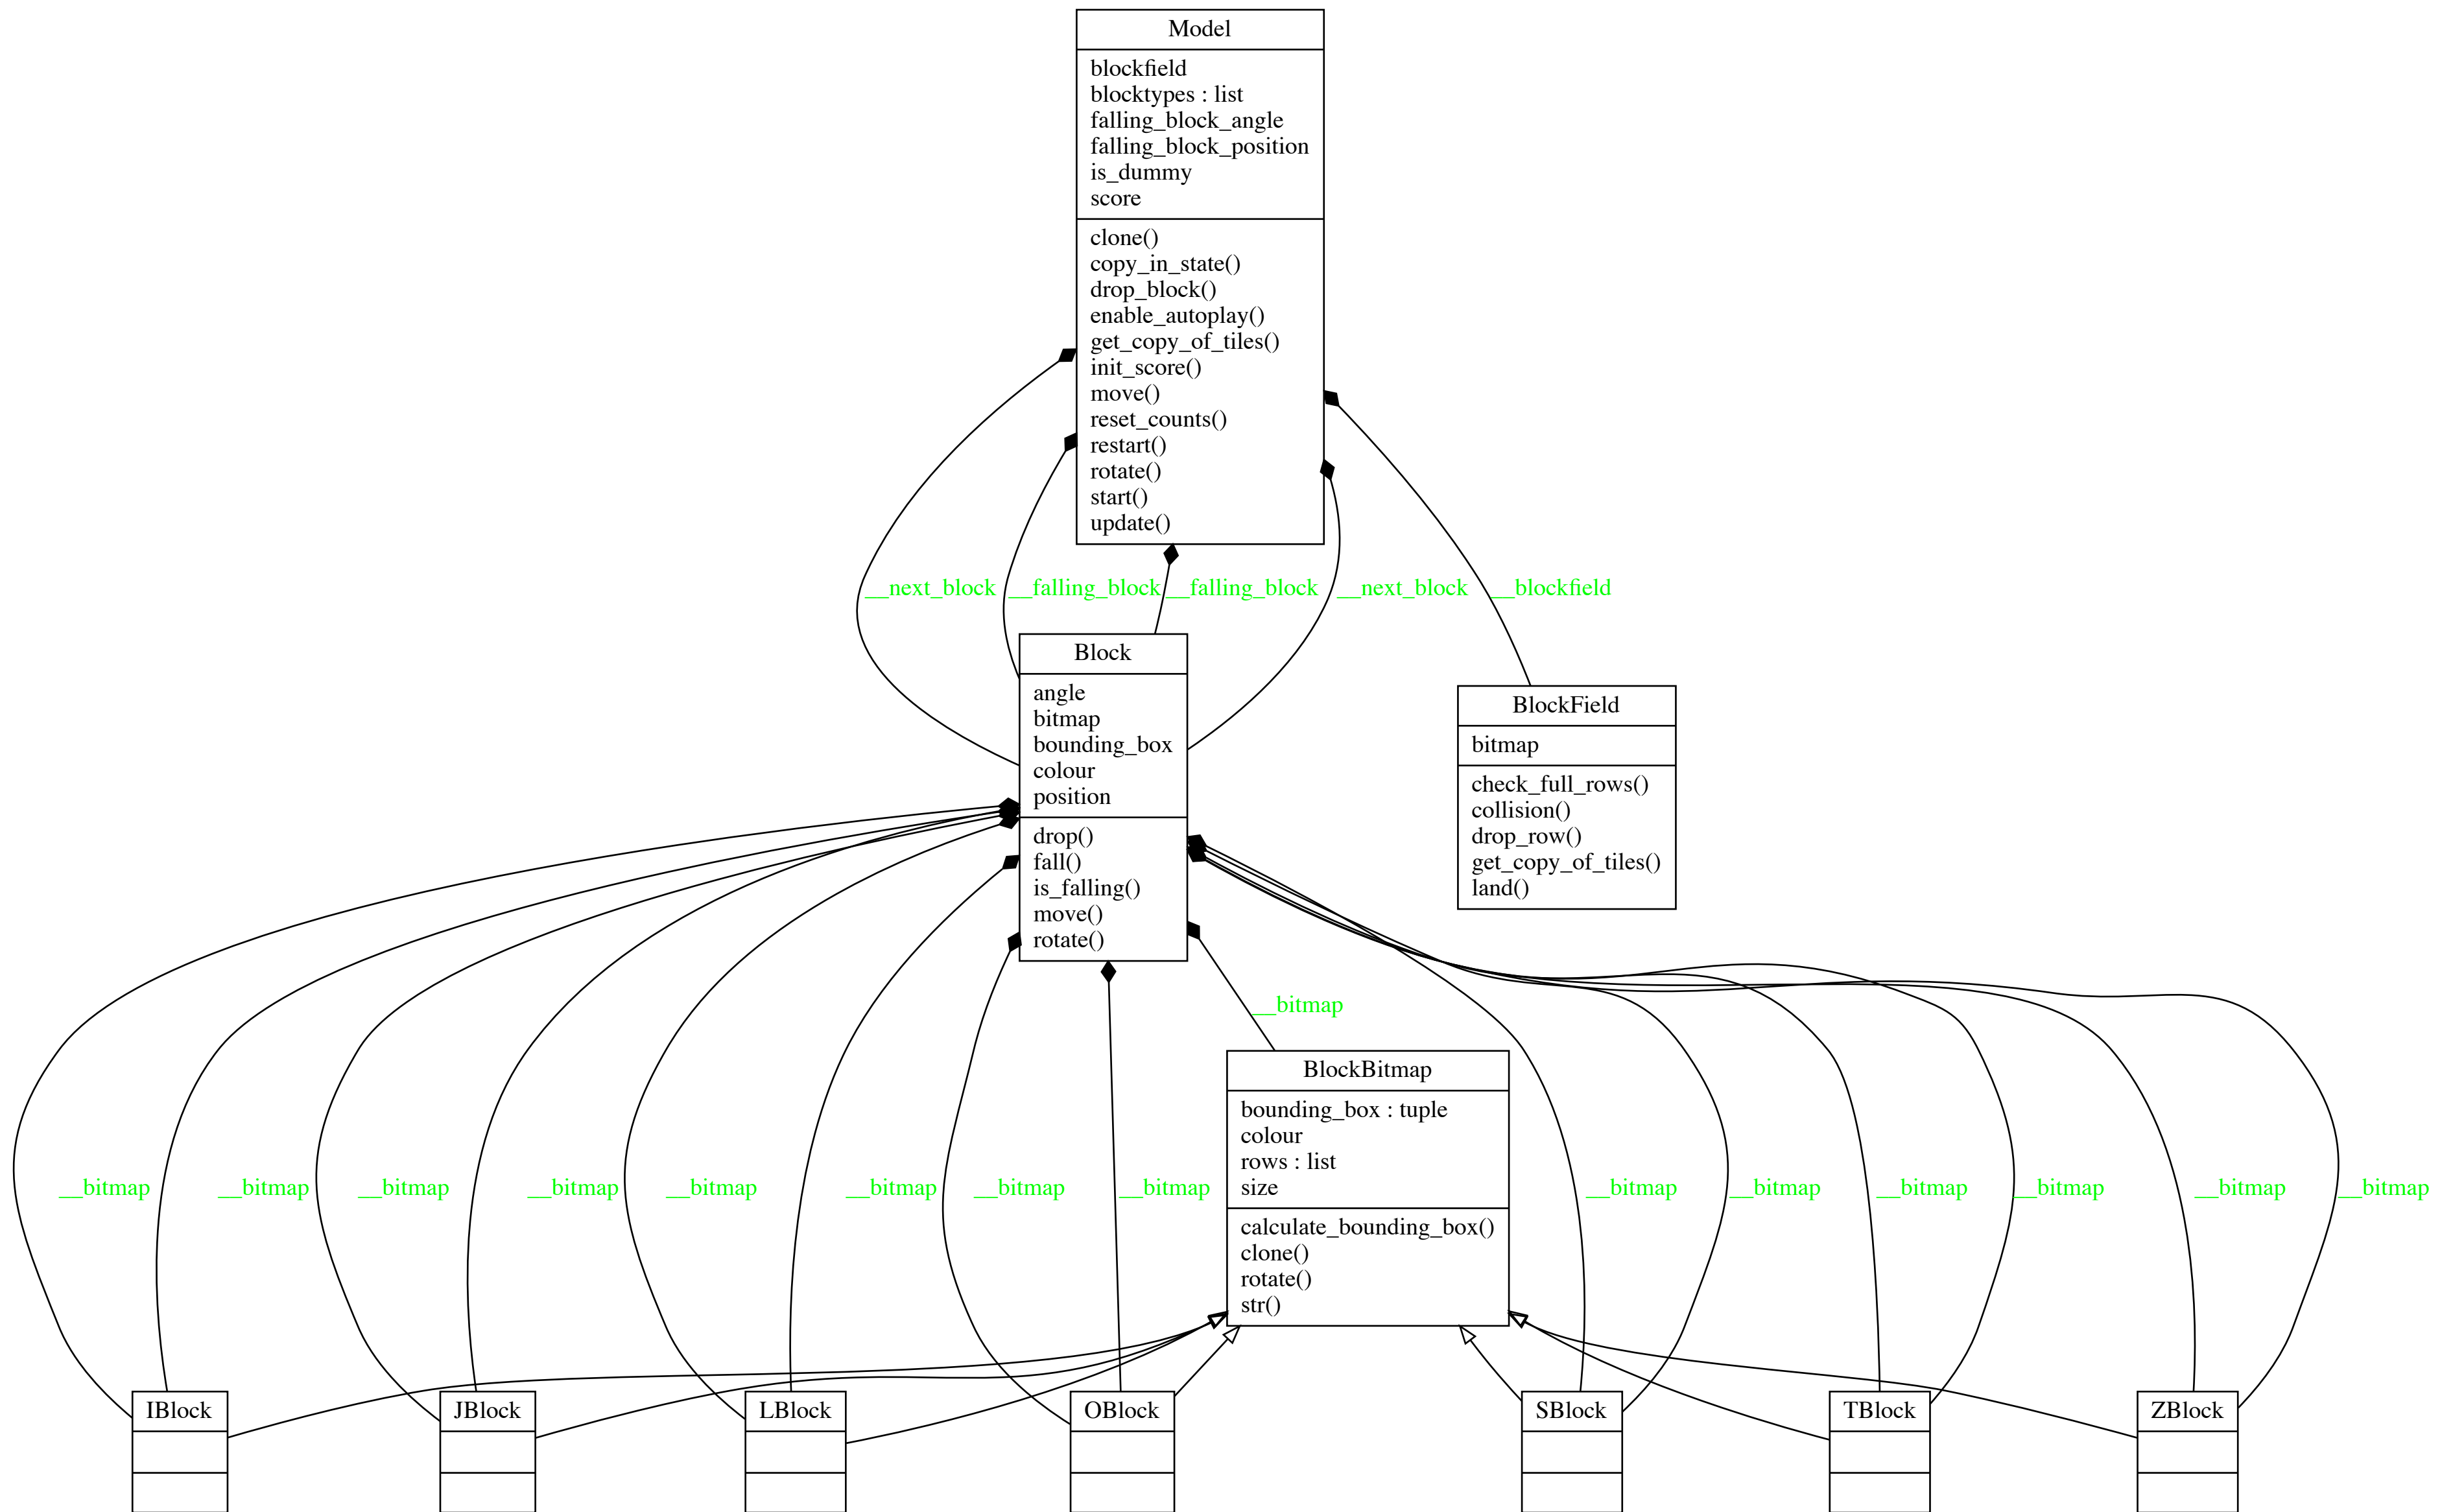 Model
blockfield
blocktypes : list
falling_block_angle
falling_block_position
is_dummy
score
clone()
copy_in_state()
drop_block()
enable_autoplay()
get_copy_of_tiles()
init_score()
move()
reset_counts()
restart()
rotate()
start()
update()
__next_block
__falling_block
__falling_block
__next_block
__blockfield
Block
angle
bitmap
bounding_box
colour
position
drop()
fall()
is_falling()
move()
rotate()
BlockField
bitmap
check_full_rows()
collision()
drop_row()
get_copy_of_tiles()
land()
__bitmap
BlockBitmap
bounding_box : tuple
colour
rows : list
size
calculate_bounding_box()
clone()
rotate()
str()
__bitmap
__bitmap
__bitmap
__bitmap
__bitmap
__bitmap
__bitmap
__bitmap
__bitmap
__bitmap
__bitmap
__bitmap
__bitmap
__bitmap
IBlock
JBlock
LBlock
OBlock
SBlock
TBlock
ZBlock